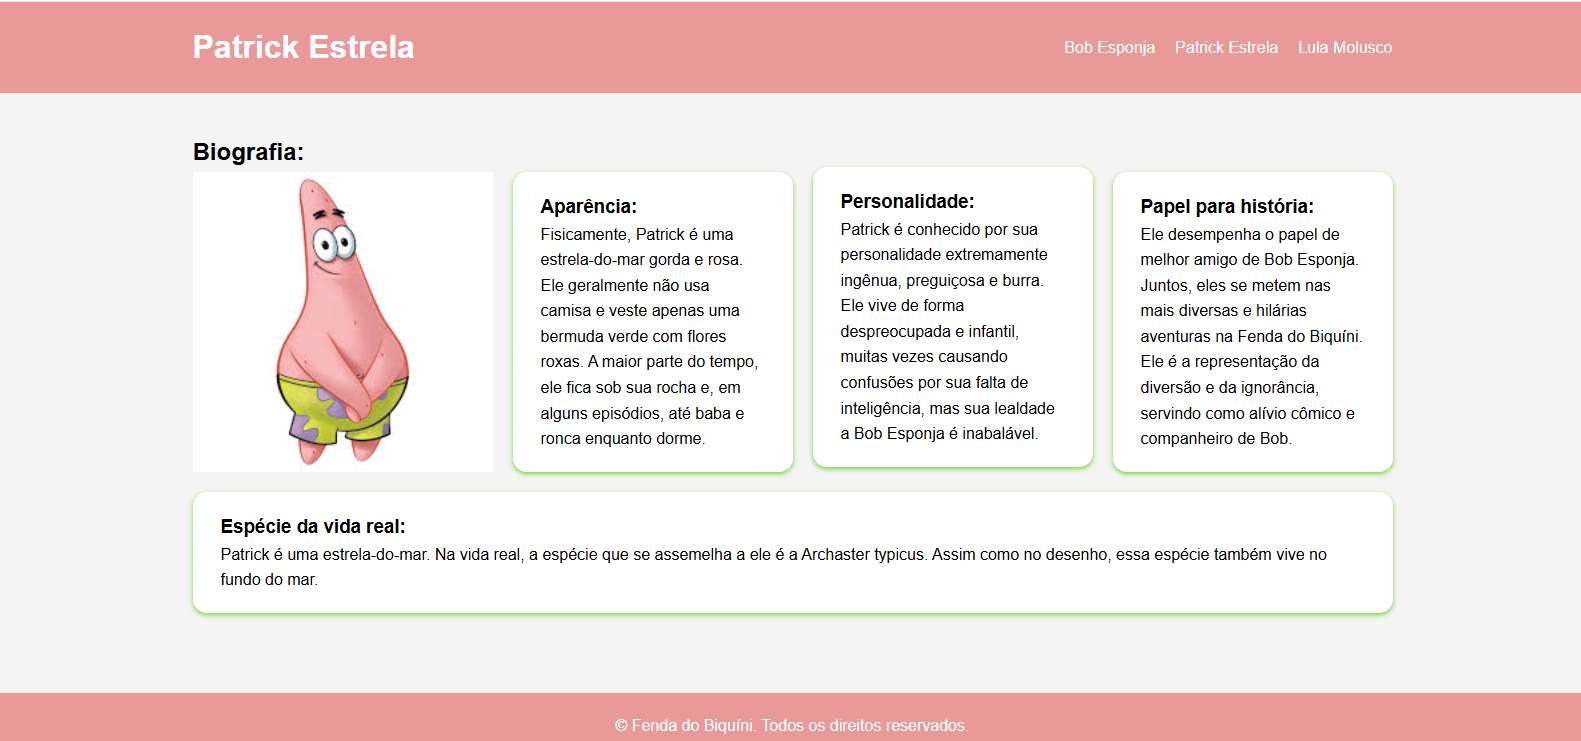 Patrick Estrela
Bob Esponja Patrick Estrela Lula Molusco
Biografia:
Aparência:
Fisicamente, Patrick é uma
estrela-do-mar gorda e rosa.
Ele geralmente não usa
camisa e veste apenas uma
bermuda verde com flores
roxas. A maior parte do tempo,
ele fica sob sua rocha e, em
alguns episódios, até baba e
ronca enquanto dorme.
Personalidade:
Patrick é conhecido por sua
personalidade extremamente
ingênua, preguiçosa e burra.
Ele vive de forma
despreocupada e infantil,
muitas vezes causando
confusões por sua falta de
inteligência, mas sua lealdade
a Bob Esponja é inabalável.
Papel para história:
Ele desempenha o papel de
melhor amigo de Bob Esponja.
Juntos, eles se metem nas
mais diversas e hilárias
aventuras na Fenda do Biquíni.
Ele é a representação da
diversão e da ignorância,
servindo como alívio cômico e
companheiro de Bob.
Espécie da vida real:
Patrick é uma estrela-do-mar. Na vida real, a espécie que se assemelha a ele é a Archaster typicus. Assim como no desenho, essa espécie também vive no
fundo do mar.
© Fenda do Biquíni. Todos os direitos reservados.